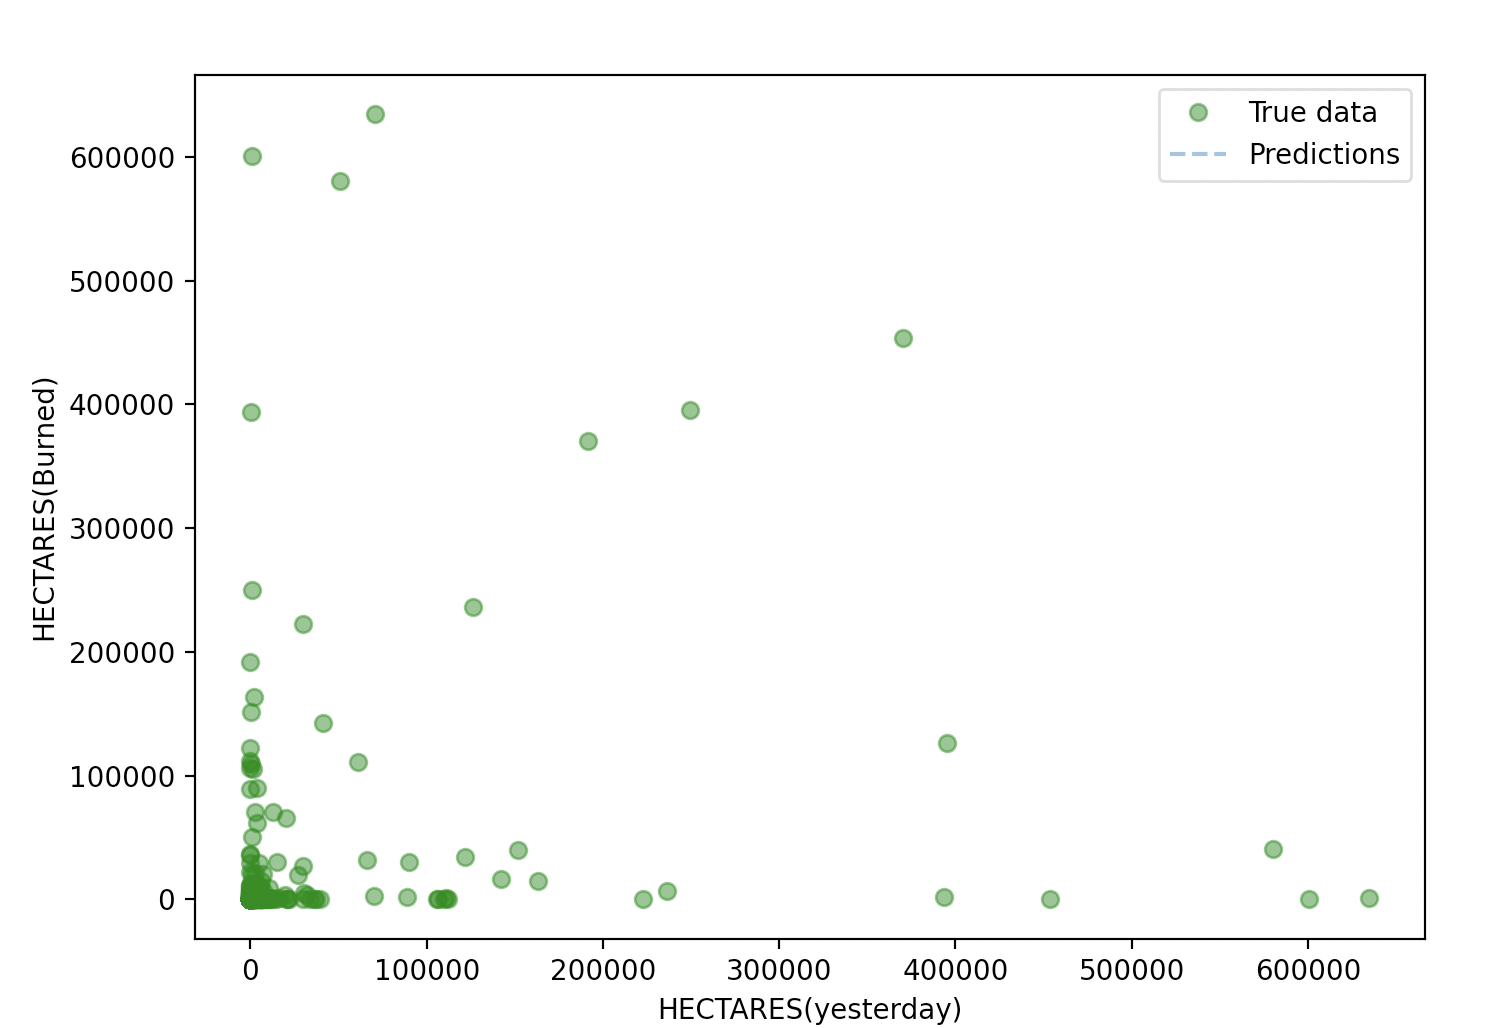 True data
Predictions
600000
500000
400000
300000
200000
100000
0
HECTARES(Burned)
0 100000 200000 300000 400000 500000 600000
HECTARES(yesterday)